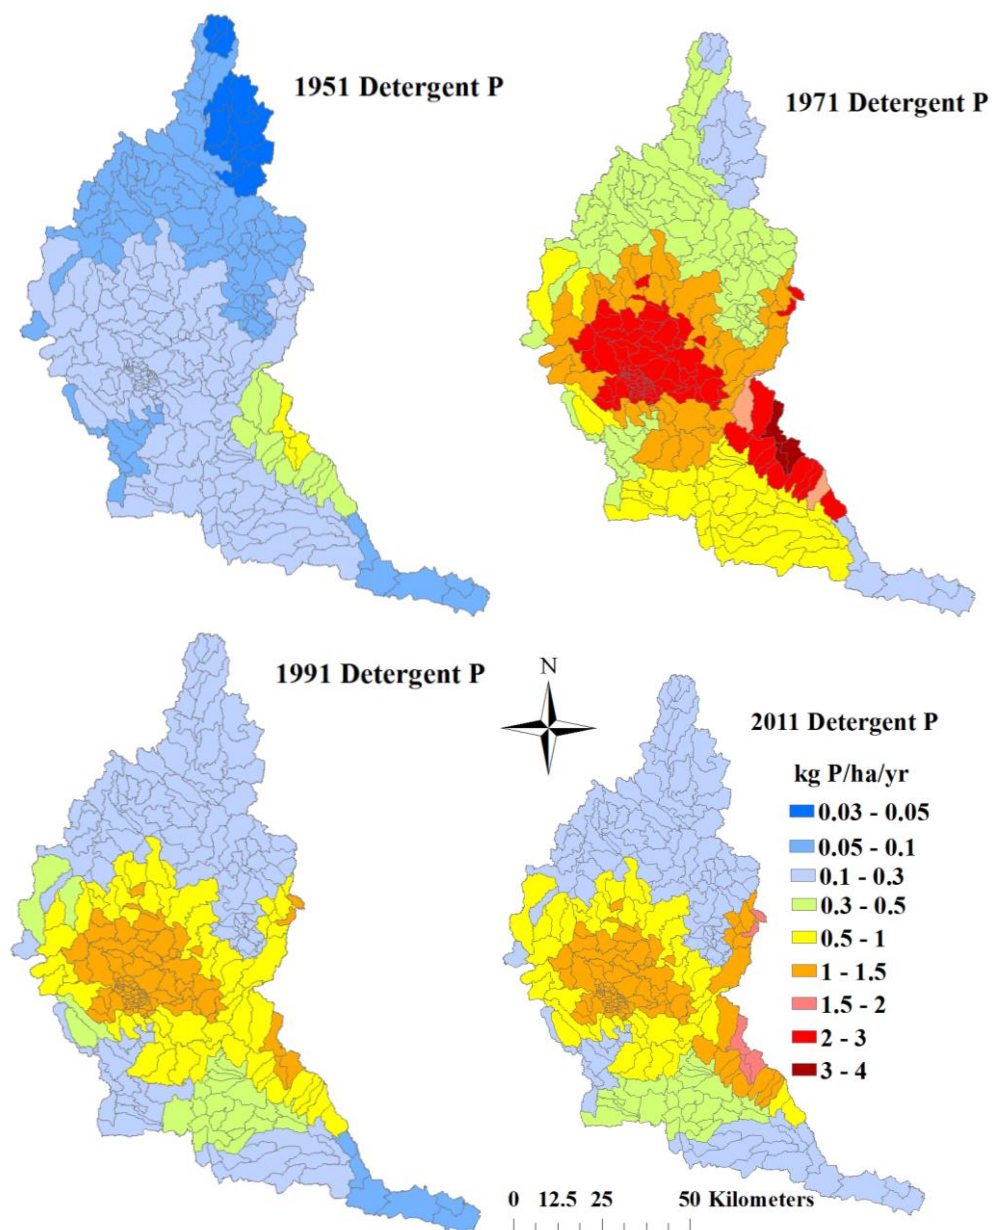 1951 Detergent P
1971 Detergent P
1991 Detergent P
N
2011 Detergent P
kg P/ha/yr
0.03 - 0.05
0.05 - 0.1
0.1 - 0.3
0.3 - 0.5
0.5 - 1
1 - 1.5
1.5 - 2
2 - 3
3 - 4
0 12.5 25 50 Kilometers